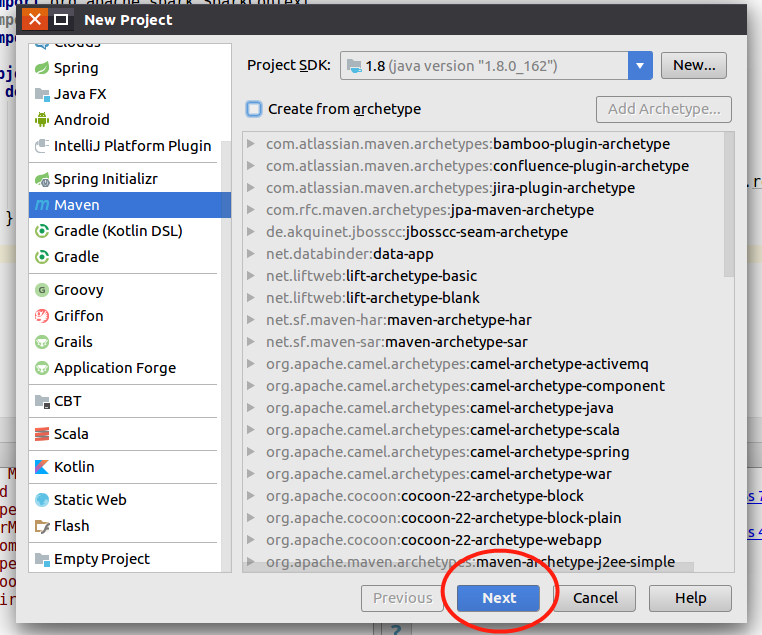 import org.apache.spark.SparkContext
New Project
Clouds
Spring
Java FX
Android
IntelliJ Platform Plugin
Spring Initializr
Maven
Gradle (Kotlin DSL)
Gradle
Groovy
Griffon
Grails
Application Forge
CBT
Scala
Kotlin
Static Web
Flash
Empty Project
Project SDK: 1.8 (java version "1.8.0_162") New...
Create from archetype Add Archetype...
com.atlassian.maven.archetypes:bamboo-plugin-archetype
com.atlassian.maven.archetypes:confluence-plugin-archetype
com.atlassian.maven.archetypes:jira-plugin-archetype
com.rfc.maven.archetypes:jpa-maven-archetype
de.akquinet.jbosscc:jbosscc-seam-archetype
net.databinder:data-app
net.liftweb:lift-archetype-basic
net.liftweb:lift-archetype-blank
net.sf.maven-har:maven-archetype-har
net.sf.maven-sar:maven-archetype-sar
org.apache.camel.archetypes:camel-archetype-activemq
org.apache.camel.archetypes:camel-archetype-component
org.apache.camel.archetypes:camel-archetype-java
org.apache.camel.archetypes:camel-archetype-scala
org.apache.camel.archetypes:camel-archetype-spring
org.apache.camel.archetypes:camel-archetype-war
org.apache.cocoon:cocoon-22-archetype-block
org.apache.cocoon:cocoon-22-archetype-block-plain
org.apache.cocoon:cocoon-22-archetype-webapp
org.apache.maven.archetypes:maven-archetype-j2ee-simple
Previous Next Cancel Help